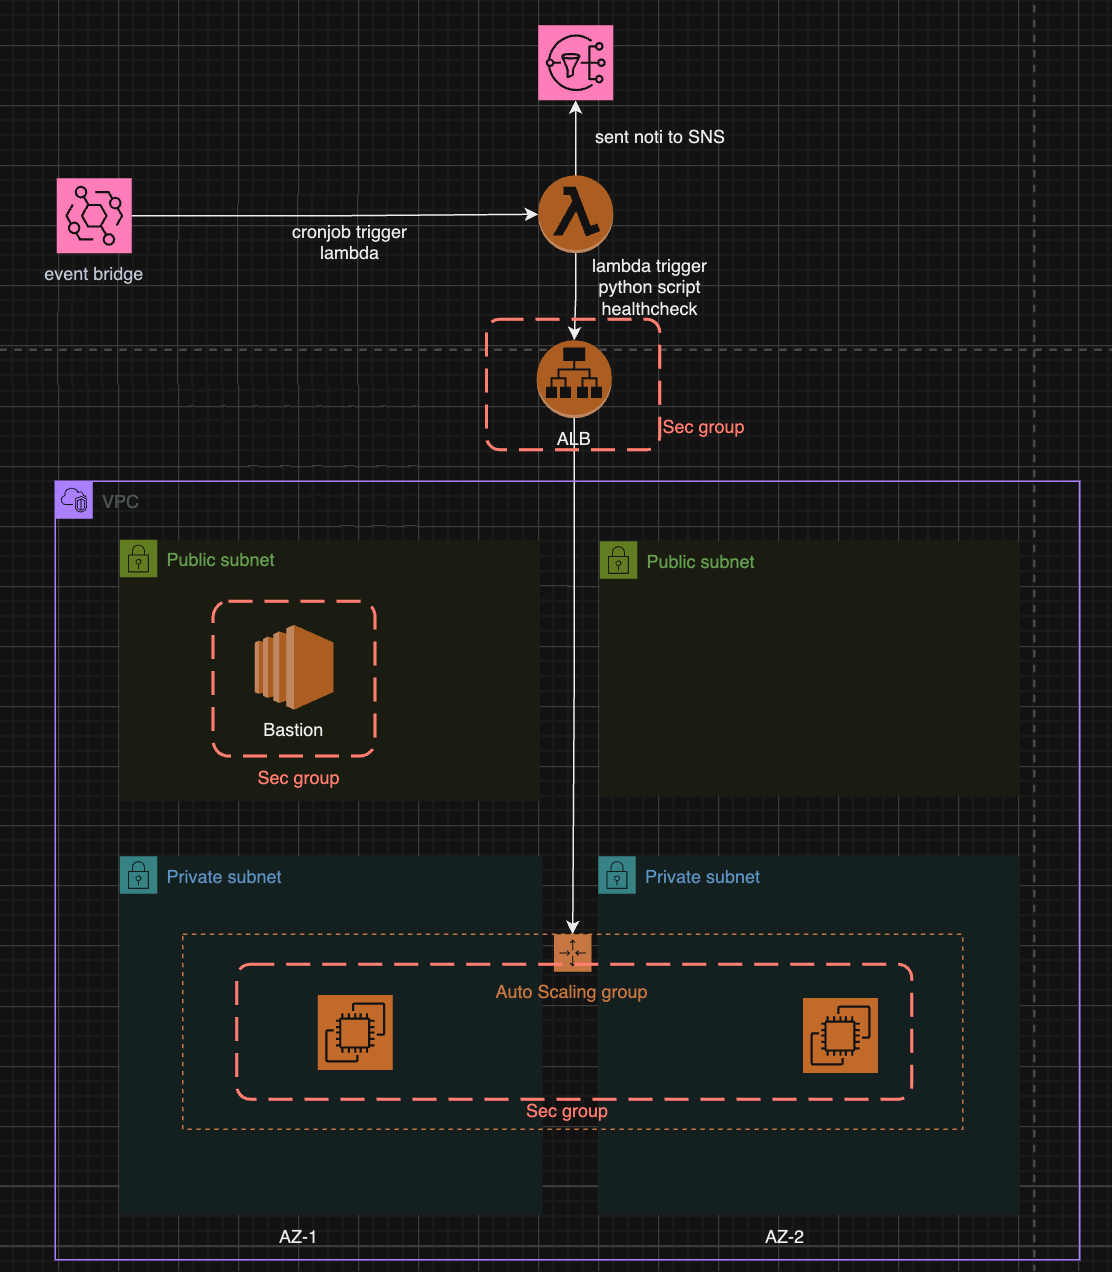 sent noti to SNS
cronjob trigger
lambda
event bridge
lambda trigger
python script
healthcheck
ALB
Sec group
VPC
Public subnet
Public subnet
Bastion
Sec group
Private subnet
Private subnet
Auto Scaling group
Sec group
AZ-1
AZ-2